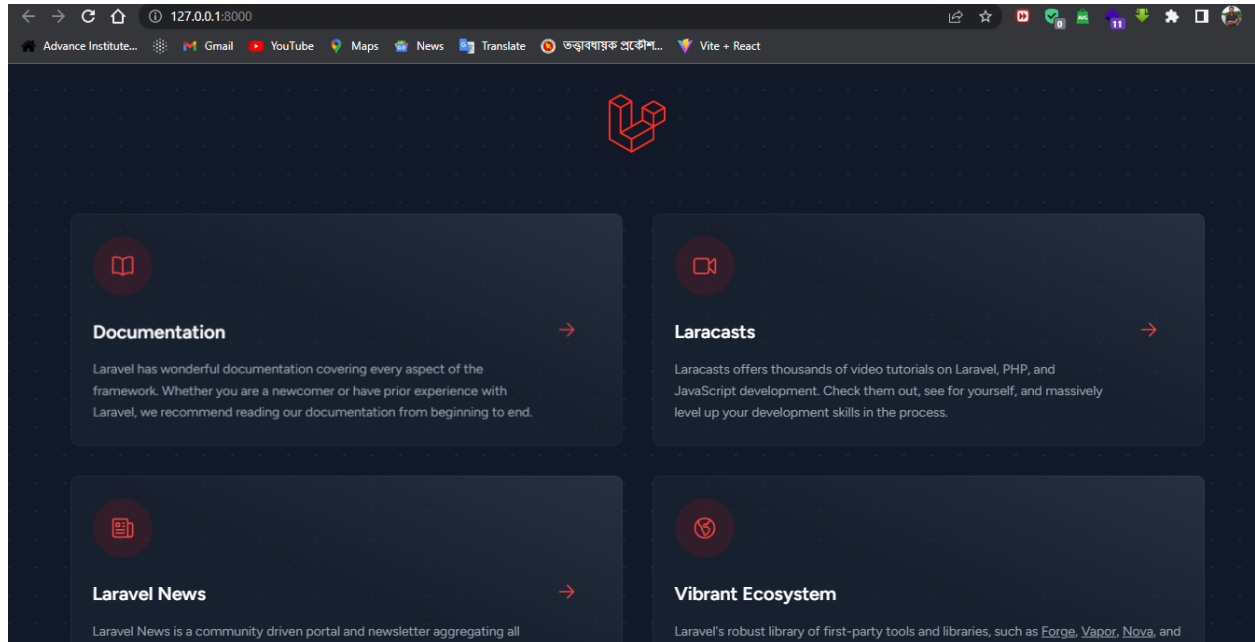 127.0.0.1:8000
0
AVG
11
Advance Institute... Gmail YouTube Maps News Translate তত্ত্বাবধায়ক প্রকৌশ... Vite + React
Documentation
Laravel has wonderful documentation covering every aspect of the
framework. Whether you are a newcomer or have prior experience with
Laravel, we recommend reading our documentation from beginning to end.
Laracasts
Laracasts offers thousands of video tutorials on Laravel, PHP, and
JavaScript development. Check them out, see for yourself, and massively
level up your development skills in the process.
Laravel News
Laravel News is a community driven portal and newsletter aggregating all
Vibrant Ecosystem
Laravel's robust library of first-party tools and libraries, such as Forge, Vapor, Nova, and